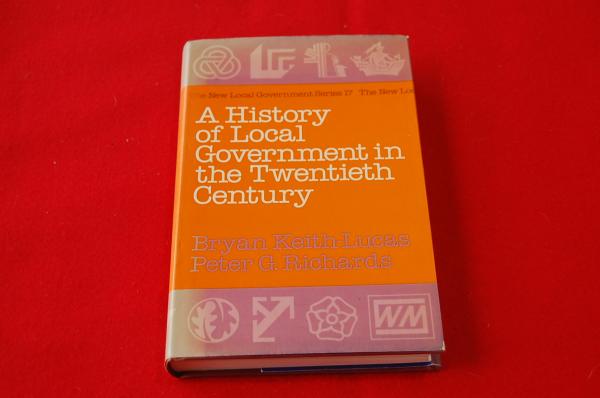 The New Local Government Series 17 The New Loc
A History
of Local
Government in
the Twentieth
Century
Bryan Keith-Lucas
Peter G. Richards
WM